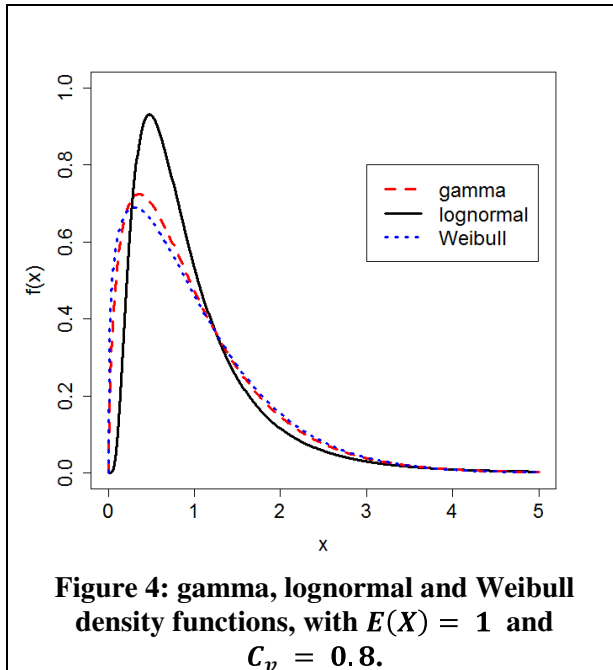 1.0
0.8
0.6
0.4
0.2
0.0
f(x)
gamma
lognormal
Weibull
0 1 2 3 4 5
x
Figure 4: gamma, lognormal and Weibull
density functions, with E(X) = 1 and
Cᵥ = 0.8.